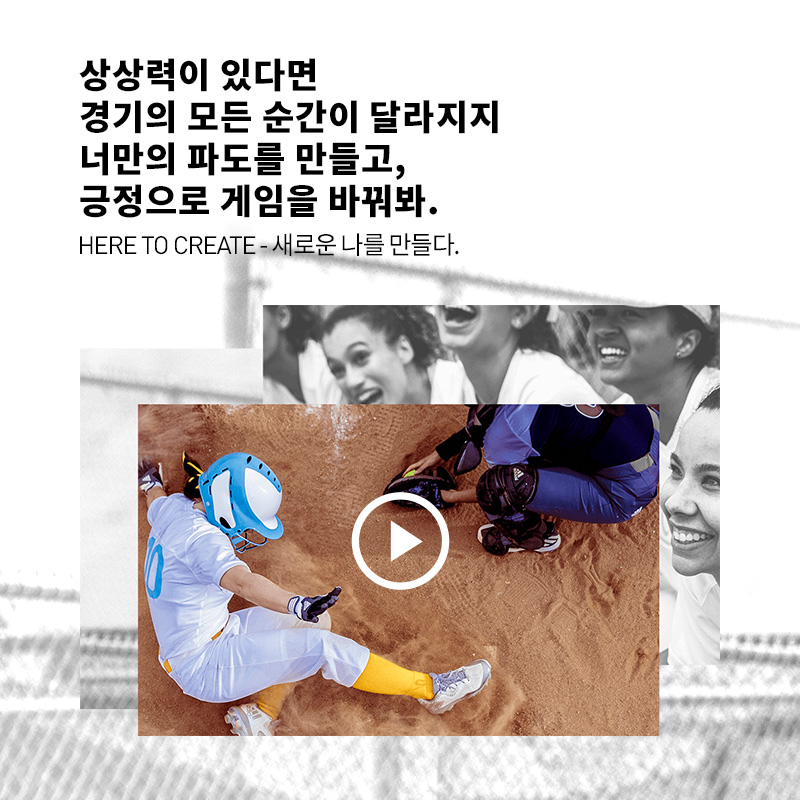 상상력이 있다면
경기의 모든 순간이 달라지지
너만의 파도를 만들고,
긍정으로 게임을 바꿔봐.
HERE TO CREATE - 새로운 나를 만들다.